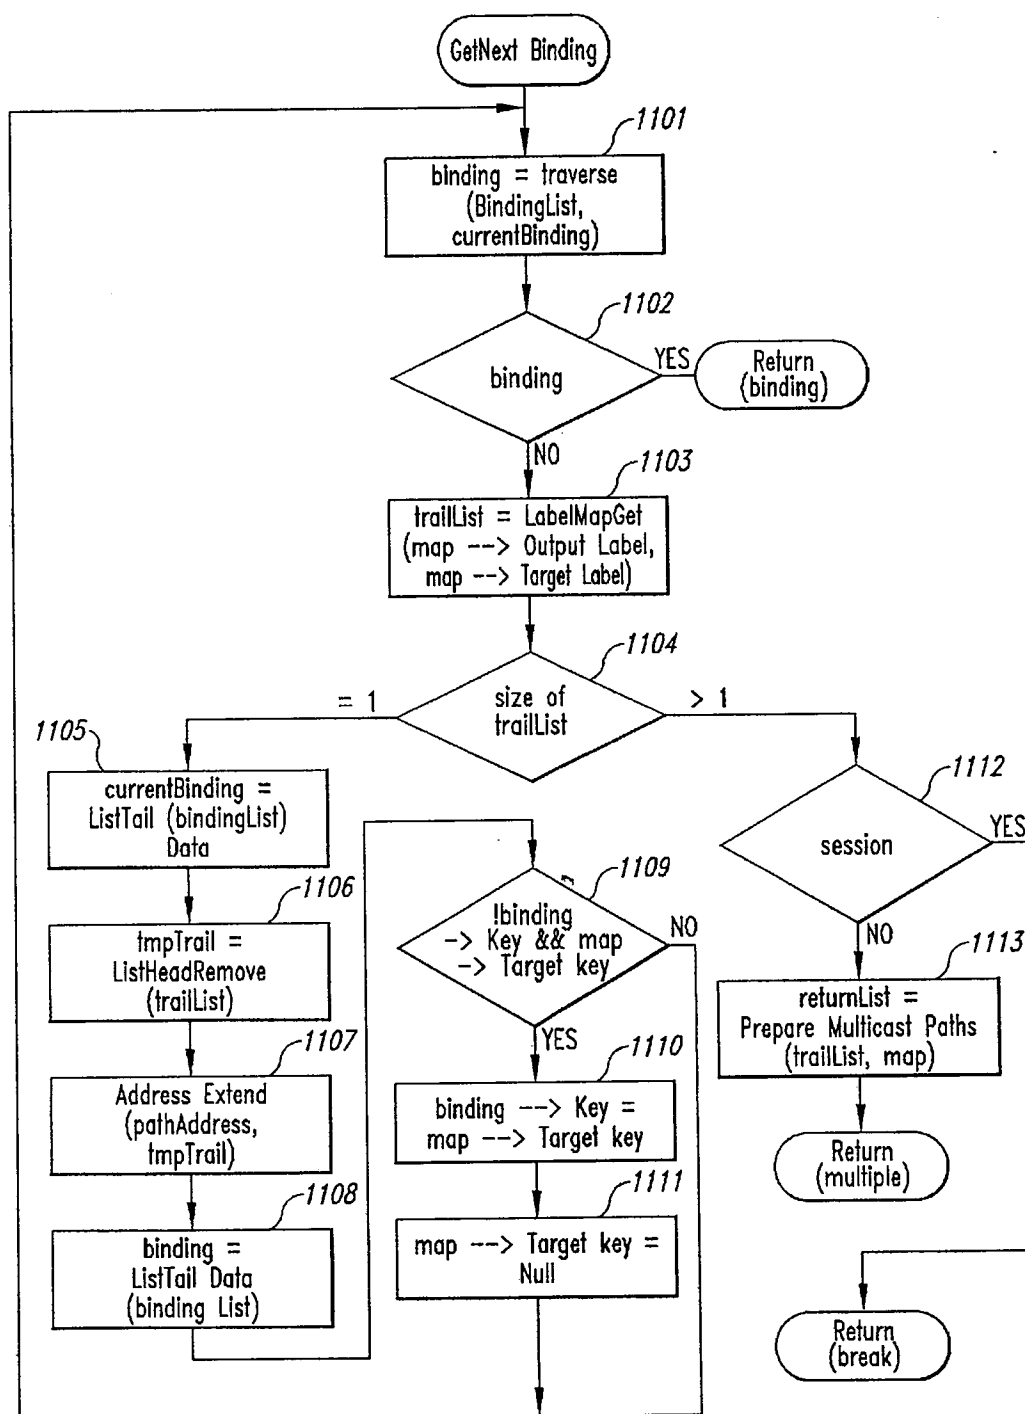 GetNext Binding
1101
binding = traverse
(BindingList,
currentBinding)
1102
binding
YES
Return
(binding)
NO
1103
trailList = LabelMapGet
(map --> Output Label,
map --> Target Label)
1104
size of
trailList
= 1
> 1
1105
currentBinding =
ListTail (bindingList)
Data
1106
tmpTrail =
ListHeadRemove
(trailList)
1107
Address Extend
(pathAddress,
tmpTrail)
1108
binding =
ListTail Data
(binding List)
1109
!binding
-> Key && map
-> Target key
NO
YES
1110
binding --> Key =
map --> Target key
1111
map --> Target key =
Null
1112
session
YES
NO
1113
returnList =
Prepare Multicast Paths
(trailList, map)
Return
(multiple)
Return
(break)